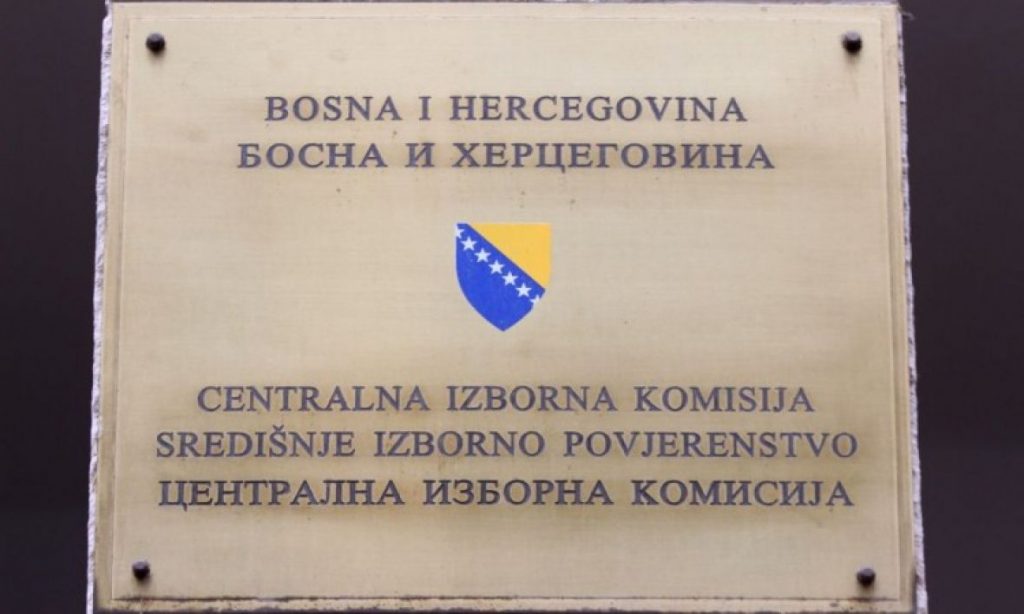 BOSNA I HERCEGOVINA
БОСНА И ХЕРЦЕГОВИНА
CENTRALNA IZBORNA KOMISIJA
SREDIŠNJE IZBORNO POVJERENSTVO
ЦЕНТРАЛНА ИЗБОРНА КОМИСИЈА